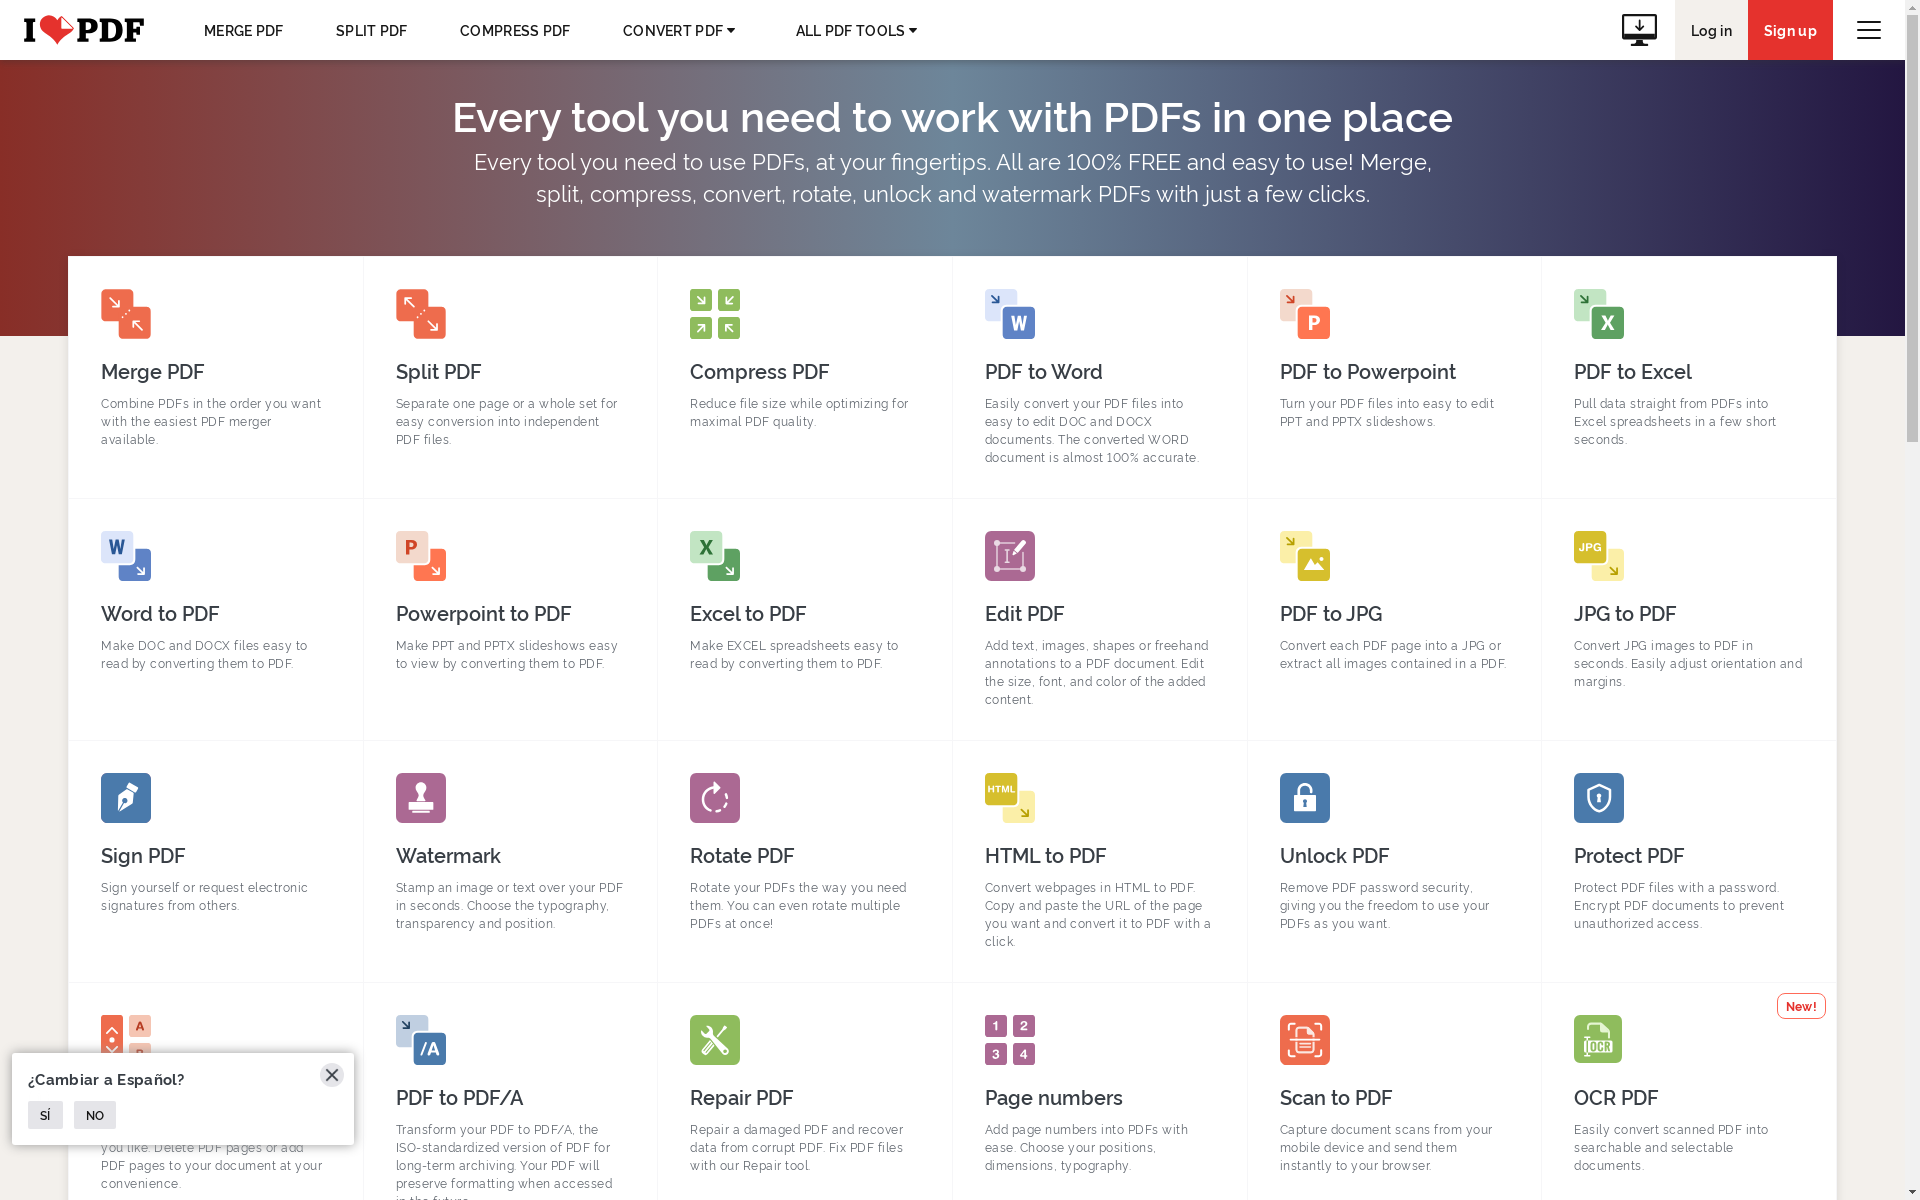 I PDF
MERGE PDF
SPLIT PDF
COMPRESS PDF
CONVERT PDF
ALL PDF TOOLS
Log in
Sign up
Every tool you need to work with PDFs in one place
Every tool you need to use PDFs, at your fingertips. All are 100% FREE and easy to use! Merge,
split, compress, convert, rotate, unlock and watermark PDFs with just a few clicks.
Merge PDF
Combine PDFs in the order you want
with the easiest PDF merger
available.
Split PDF
Separate one page or a whole set for
easy conversion into independent
PDF files.
Compress PDF
Reduce file size while optimizing for
maximal PDF quality.
W
PDF to Word
Easily convert your PDF files into
easy to edit DOC and DOCX
documents. The converted WORD
document is almost 100% accurate.
P
PDF to Powerpoint
Turn your PDF files into easy to edit
PPT and PPTX slideshows.
X
PDF to Excel
Pull data straight from PDFs into
Excel spreadsheets in a few short
seconds.
W
Word to PDF
Make DOC and DOCX files easy to
read by converting them to PDF.
P
Powerpoint to PDF
Make PPT and PPTX slideshows easy
to view by converting them to PDF.
X
Excel to PDF
Make EXCEL spreadsheets easy to
read by converting them to PDF.
Edit PDF
Add text, images, shapes or freehand
annotations to a PDF document. Edit
the size, font, and color of the added
content.
PDF to JPG
Convert each PDF page into a JPG or
extract all images contained in a PDF.
JPG
JPG to PDF
Convert JPG images to PDF in
seconds. Easily adjust orientation and
margins.
Sign PDF
Sign yourself or request electronic
signatures from others.
Watermark
Stamp an image or text over your PDF
in seconds. Choose the typography,
transparency and position.
Rotate PDF
Rotate your PDFs the way you need
them. You can even rotate multiple
PDFs at once!
HTML
HTML to PDF
Convert webpages in HTML to PDF.
Copy and paste the URL of the page
you want and convert it to PDF with a
click.
Unlock PDF
Remove PDF password security,
giving you the freedom to use your
PDFs as you want.
Protect PDF
Protect PDF files with a password.
Encrypt PDF documents to prevent
unauthorized access.
A
¿Cambiar a Español?
SÍ
NO
you like. Delete PDF pages or add
PDF pages to your document at your
convenience.
/A
PDF to PDF/A
Transform your PDF to PDF/A, the
ISO-standardized version of PDF for
long-term archiving. Your PDF will
preserve formatting when accessed
in the future.
Repair PDF
Repair a damaged PDF and recover
data from corrupt PDF. Fix PDF files
with our Repair tool.
1 2
3 4
Page numbers
Add page numbers into PDFs with
ease. Choose your positions,
dimensions, typography.
Scan to PDF
Capture document scans from your
mobile device and send them
instantly to your browser.
New!
OCR
OCR PDF
Easily convert scanned PDF into
searchable and selectable
documents.